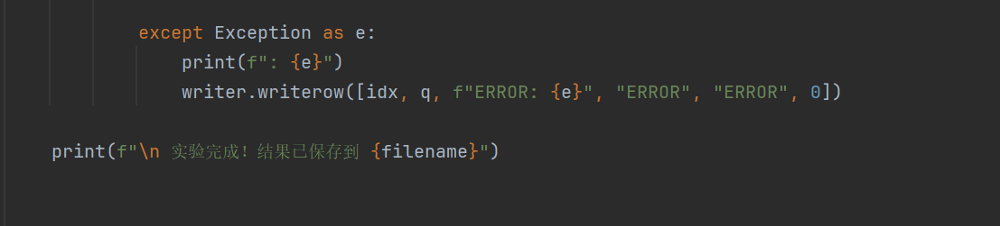 except Exception as e:
print(f": {e}")
writer.writerow([idx, q, f"ERROR: {e}", "ERROR", "ERROR", 0])
print(f"\n 实验完成！结果已保存到 {filename}")